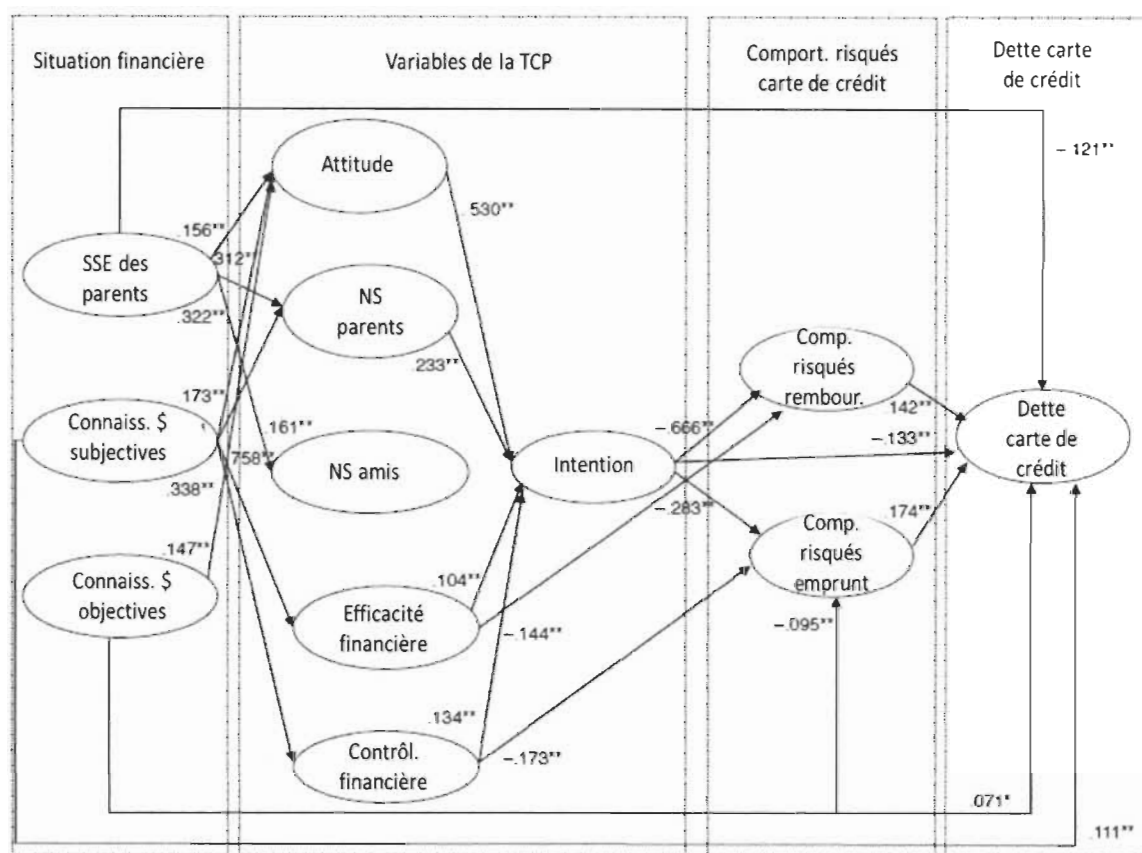 Situation financière
Variables de la TCP
Comport. risqués
carte de crédit
Dette carte
de crédit
Attitude
-.121**
.530**
.156**
.312**
SSE des
parents
NS
parents
.322**
.233**
Comp.
risqués
rembour.
.173**
.161**
.142**
Connaiss. $
subjectives
.758**
NS amis
Intention
-.666**
-.133**
Dette
carte de
crédit
.338**
-.283**
.174**
.147**
Comp.
risqués
emprunt
Connaiss. $
objectives
.104**
Efficacité
financière
-.144**
-.095**
.134**
Contrôl.
financière
-.173**
.071*
.111**